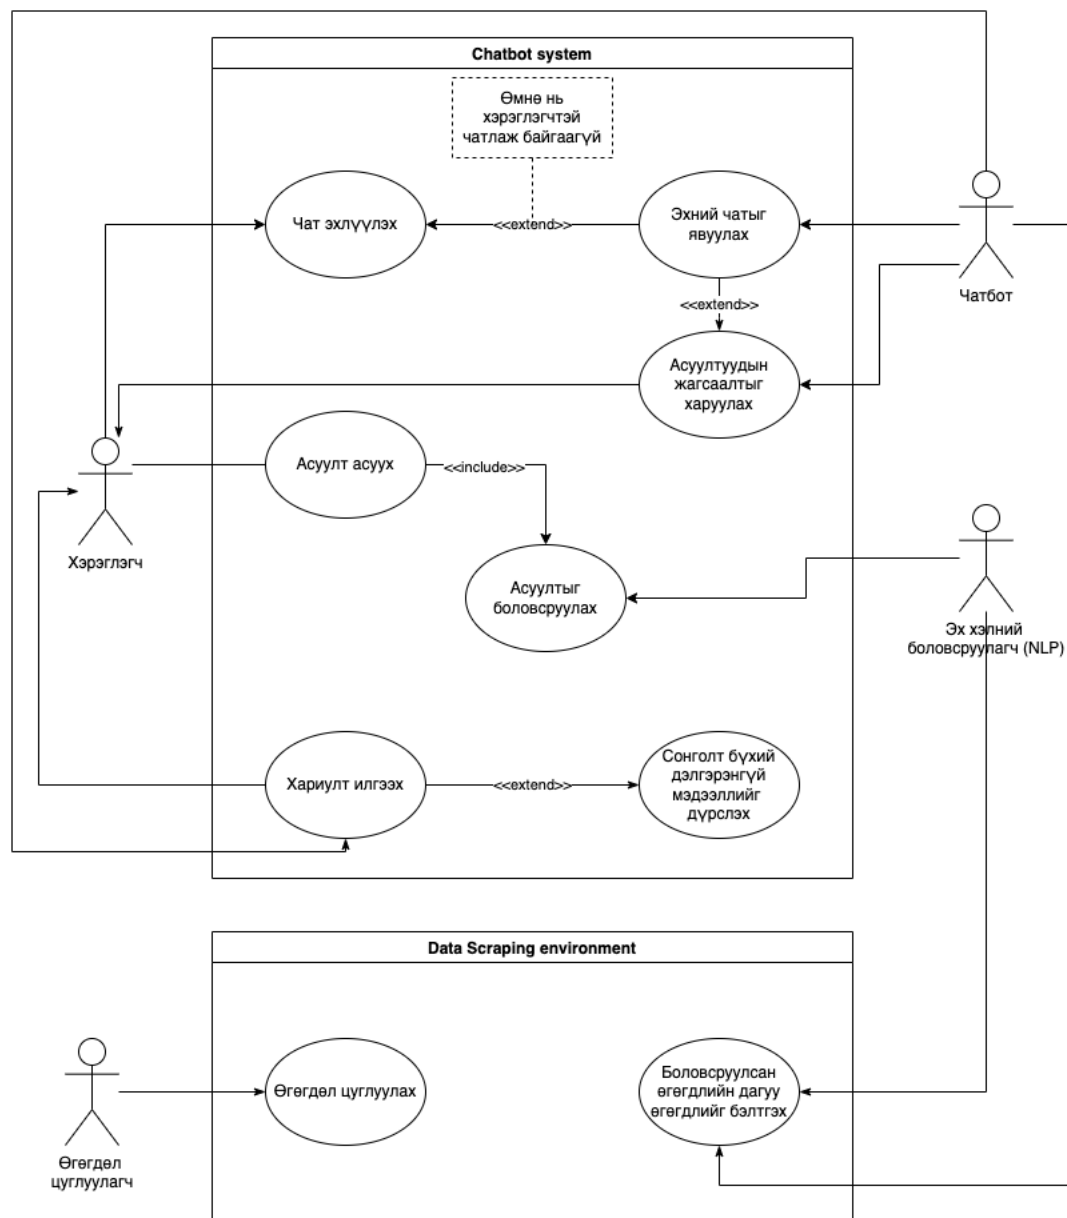 Chatbot system
Өмнө нь
хэрэглэгчтэй
чатлаж байгаагүй
Чат эхлүүлэх
<<extend>>
Эхний чатыг
явуулах
Чатбот
<<extend>>
Асуултуудын
жагсаалтыг
харуулах
Асуулт асуух
<<include>>
Хэрэглэгч
Асуултыг
боловсруулах
Эх хэлний
боловсруулагч (NLP)
Хариулт илгээх
<<extend>>
Сонголт бүхий
дэлгэрэнгүй
мэдээллийг
дүрслэх
Data Scraping environment
Өгөгдөл цуглуулах
Боловсруулсан
өгөгдлийн дагуу
өгөгдлийг бэлтгэх
Өгөгдөл
цуглуулагч